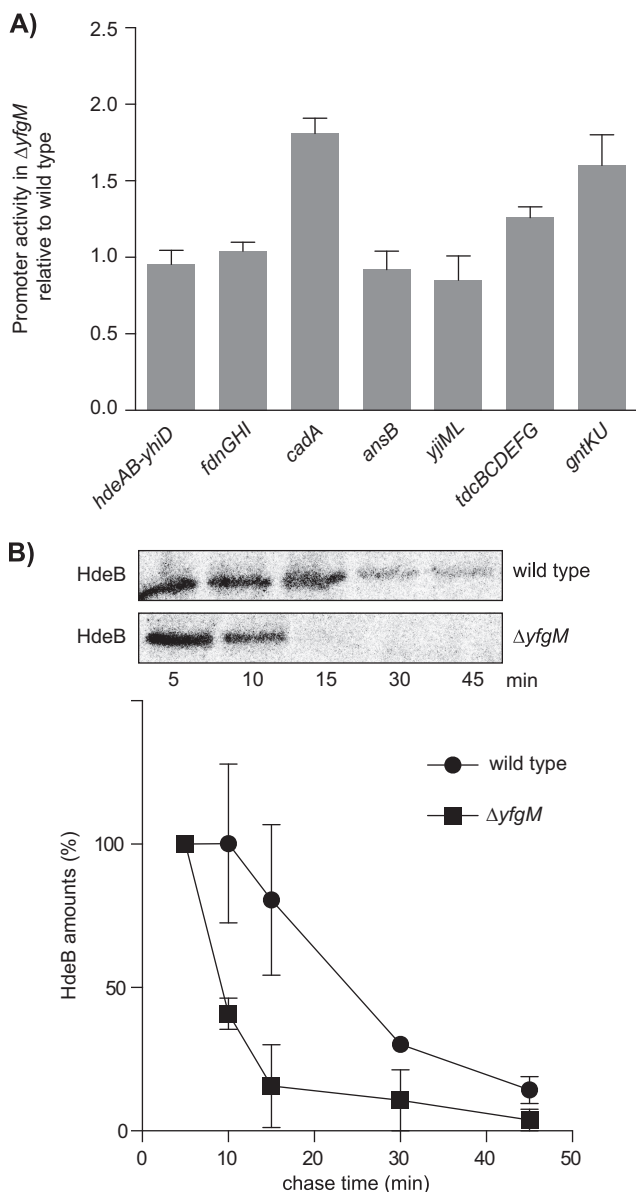 A)
Promoter activity in ΔyfgM
relative to wild type
2.5
2.0
1.5
1.0
0.5
0.0
hdeAB-yhiD
fdnGHI
cadA
ansB
yjiML
tdcBCDEFG
gntKU
B)
HdeB
wild type
HdeB
ΔyfgM
5 10 15 30 45 min
wild type
ΔyfgM
HdeB amounts (%)
100
50
0
0 10 20 30 40 50
chase time (min)